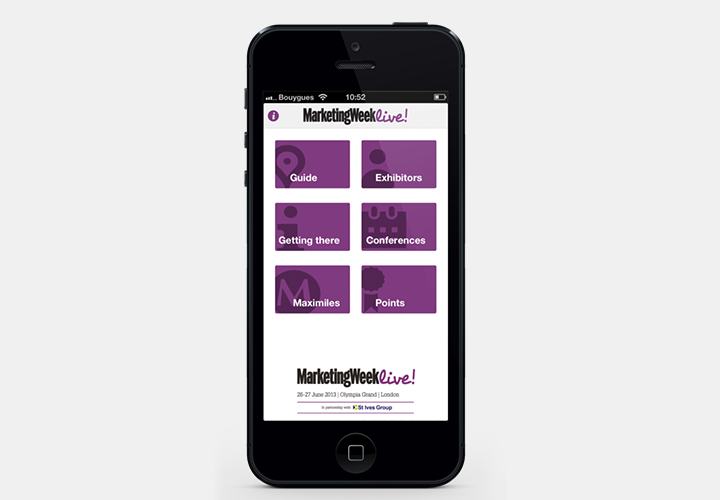 Bouygues 10:52
i MarketingWeek live!
Guide Exhibitors
Getting there Conferences
M Maximiles Points
MarketingWeek live!
26-27 June 2013 | Olympia Grand | London
In partnership with St Ives Group